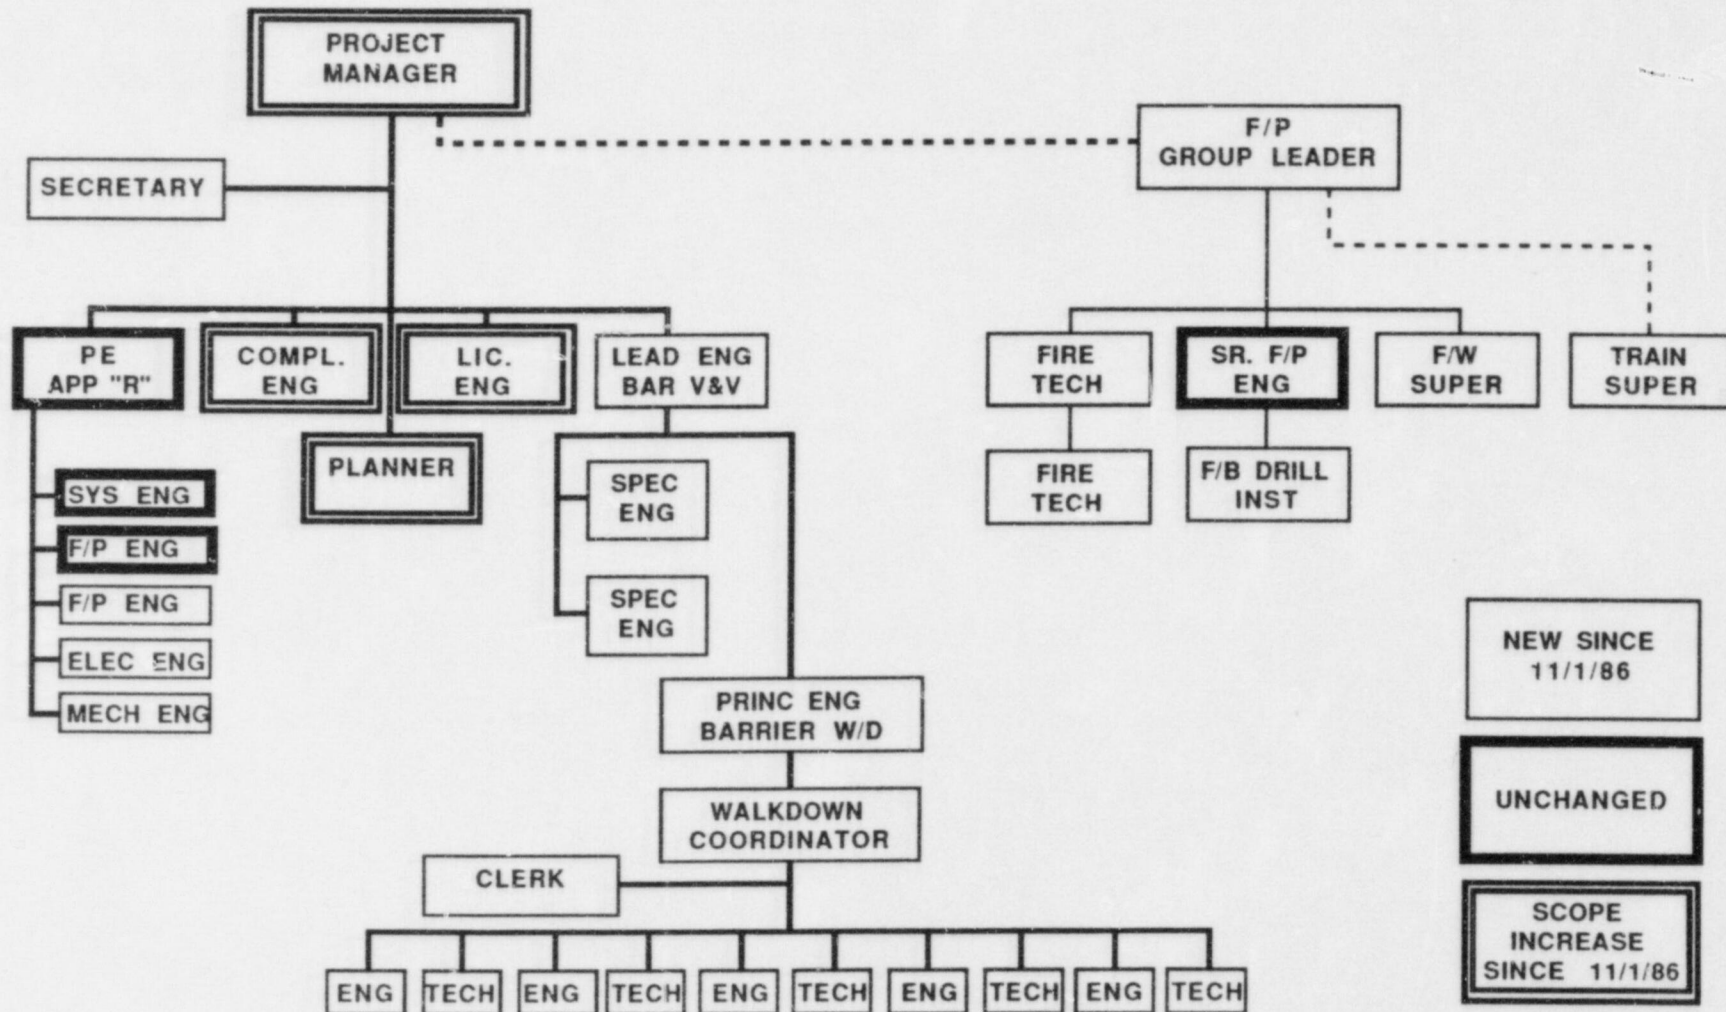 PROJECT
MANAGER
F/P
GROUP LEADER
SECRETARY
PE
APP "R"
COMPL.
ENG
LIC.
ENG
LEAD ENG
BAR V&V
FIRE
TECH
SR. F/P
ENG
F/W
SUPER
TRAIN
SUPER
PLANNER
SYS ENG
F/P ENG
F/P ENG
ELEC ENG
MECH ENG
SPEC
ENG
SPEC
ENG
FIRE
TECH
F/B DRILL
INST
PRINC ENG
BARRIER W/D
WALKDOWN
COORDINATOR
CLERK
ENG
TECH
ENG
TECH
ENG
TECH
ENG
TECH
ENG
TECH
NEW SINCE
11/1/86
UNCHANGED
SCOPE
INCREASE
SINCE 11/1/86